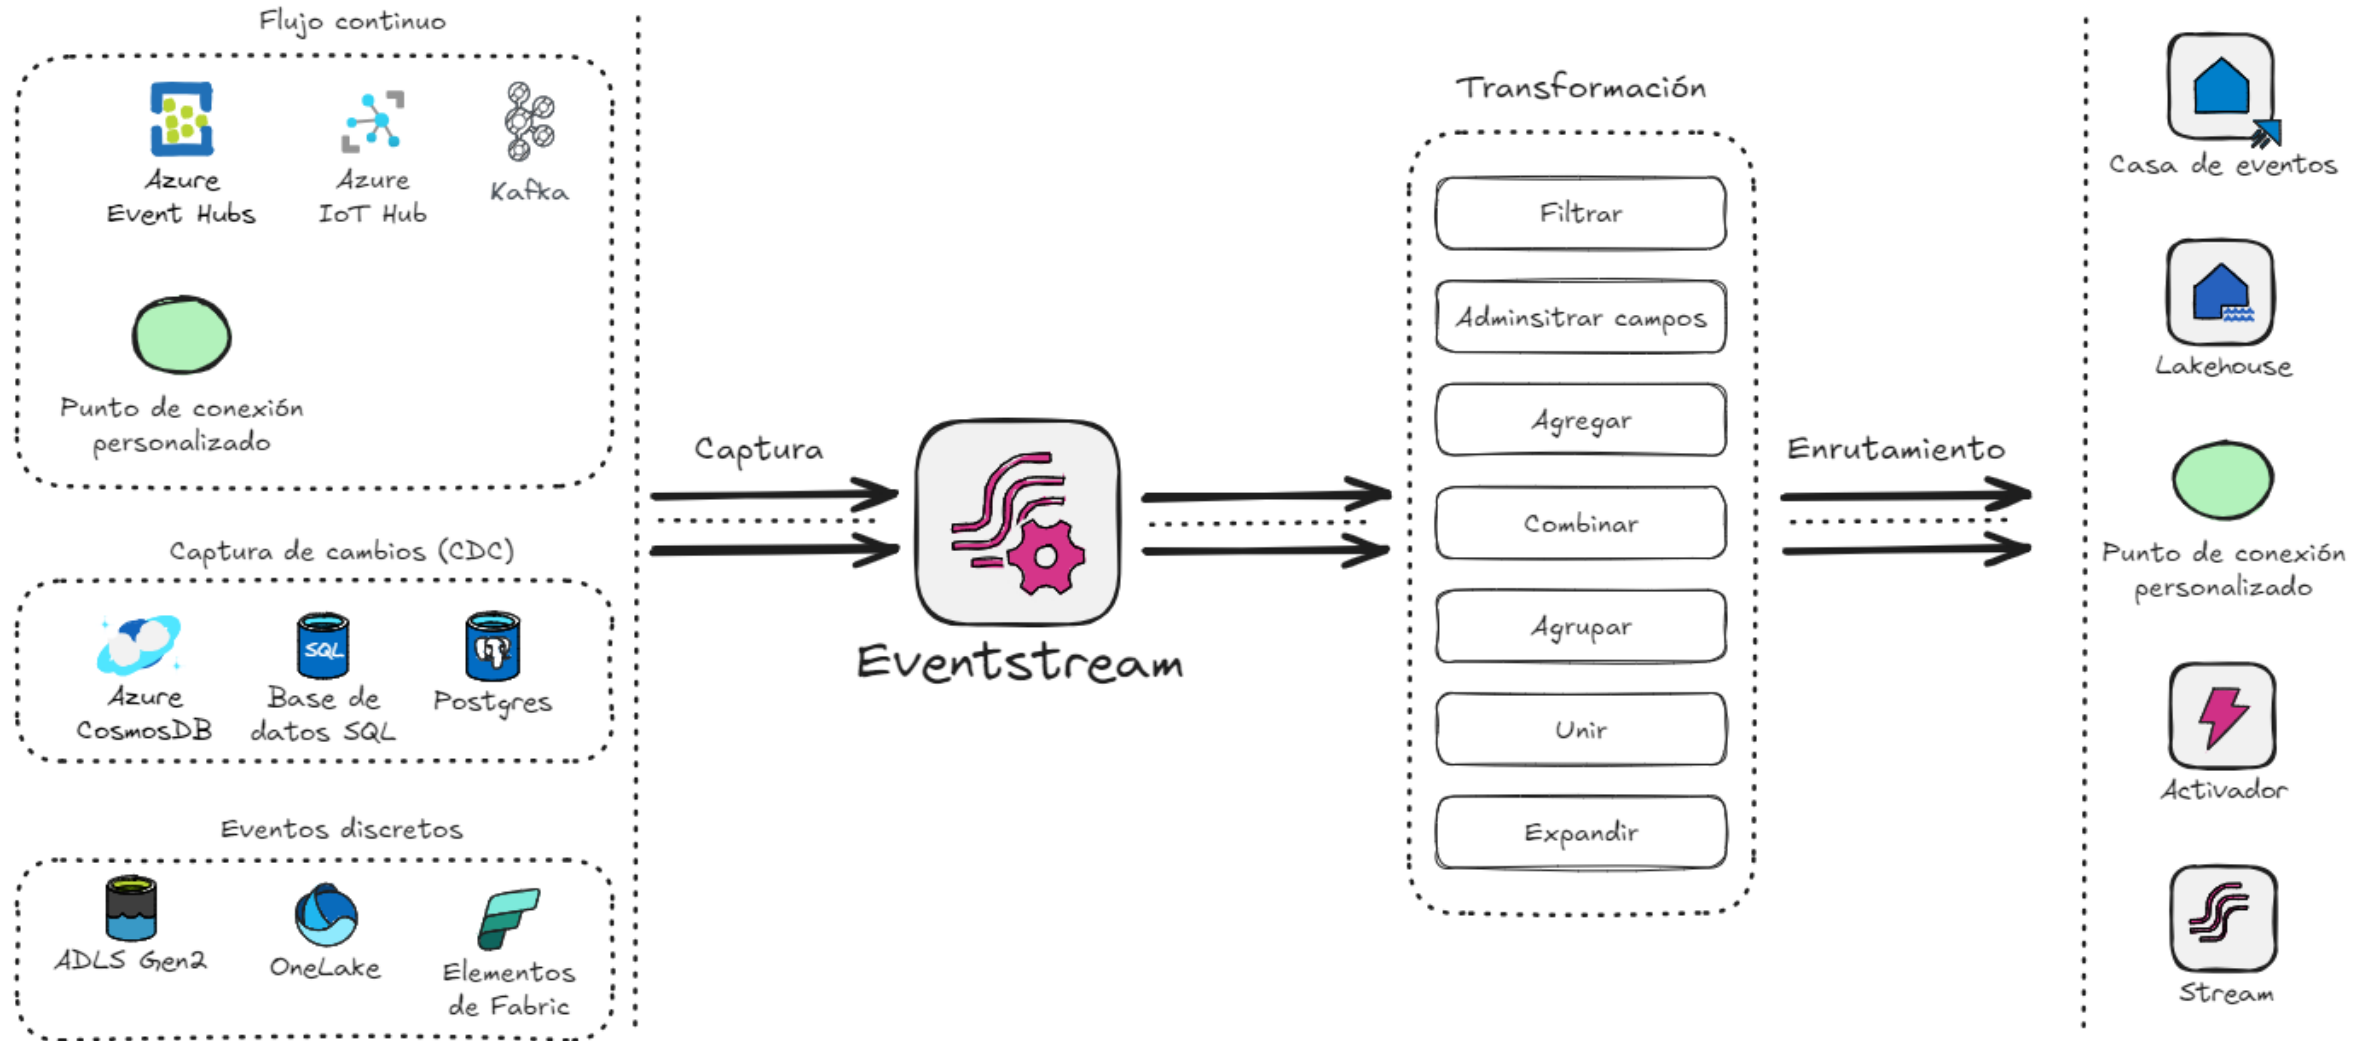 Flujo continuo
Azure
Event Hubs
Azure
IoT Hub
Kafka
Punto de conexión
personalizado
Captura de cambios (CDC)
Azure
CosmosDB
SQL
Base de
datos SQL
Postgres
Eventos discretos
ADLS Gen2
OneLake
Elementos
de Fabric
Captura
Eventstream
Transformación
Filtrar
Adminsitrar campos
Agregar
Combinar
Agrupar
Unir
Expandir
Enrutamiento
Casa de eventos
Lakehouse
Punto de conexión
personalizado
Activador
Stream